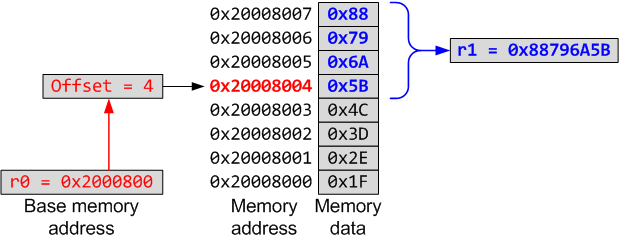 0x20008007 0x88
0x20008006 0x79
r1 = 0x88796A5B
0x20008005 0x6A
Offset = 4 0x20008004 0x5B
0x20008003 0x4C
0x20008002 0x3D
0x20008001 0x2E
r0 = 0x2000800 0x20008000 0x1F
Base memory Memory Memory
address address data